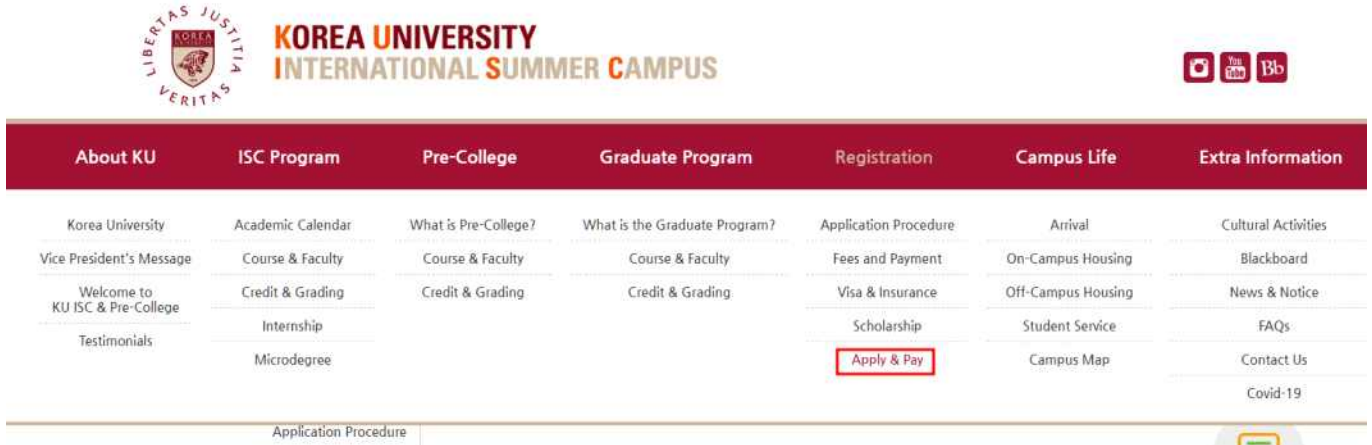 LIBERTAS JUSTITIA VERITAS
KOREA
KOREA UNIVERSITY
INTERNATIONAL SUMMER CAMPUS
You Tube Bb
About KU ISC Program Pre-College Graduate Program Registration Campus Life Extra Information
Korea University Academic Calendar What is Pre-College? What is the Graduate Program? Application Procedure Arrival Cultural Activities
Vice President's Message Course & Faculty Course & Faculty Course & Faculty Fees and Payment On-Campus Housing Blackboard
Welcome to
KU ISC & Pre-College Credit & Grading Credit & Grading Credit & Grading Visa & Insurance Off-Campus Housing News & Notice
Testimonials Internship Scholarship Student Service FAQs
Microdegree Apply & Pay Campus Map Contact Us
Covid-19
Application Procedure